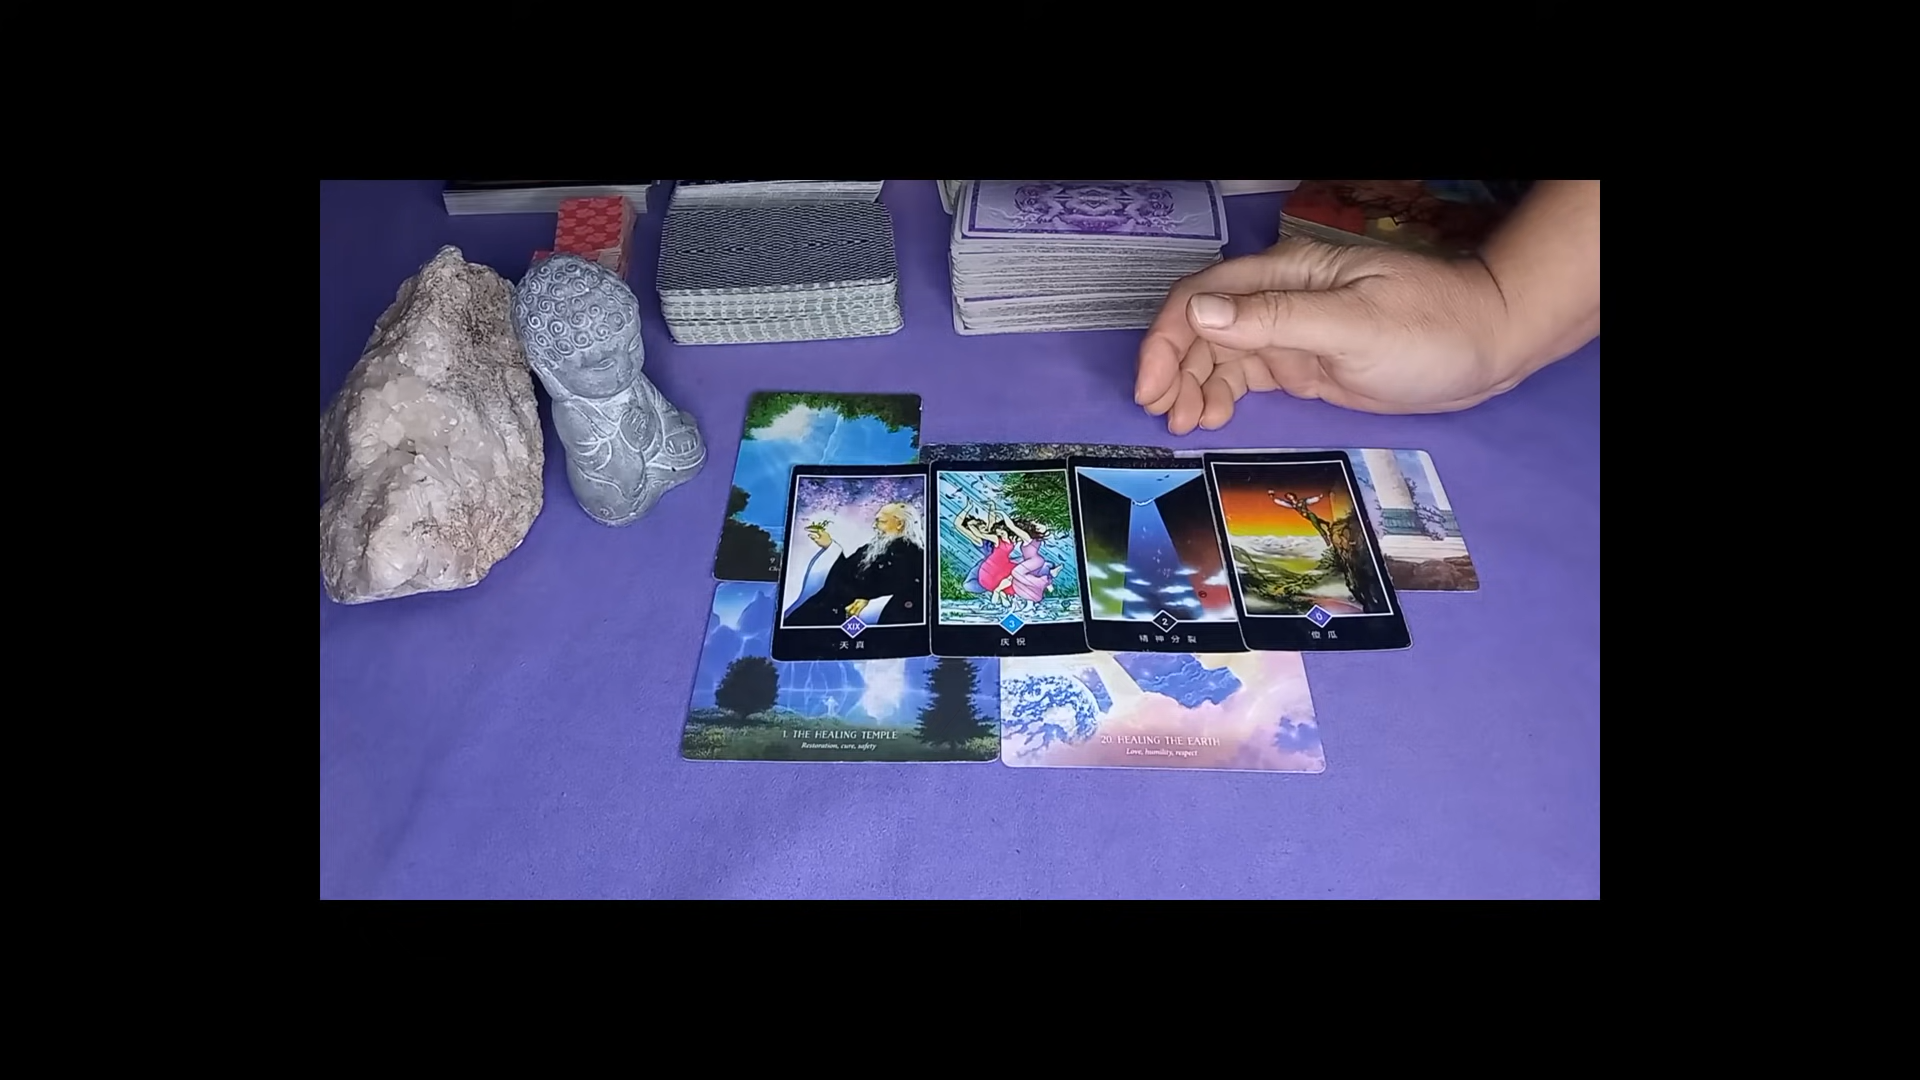 9
XIX
天真
3
庆祝
2
精神分裂
0
傻瓜
1. THE HEALING TEMPLE
Restoration, cure, safety
20. HEALING THE EARTH
Love, humility, respect